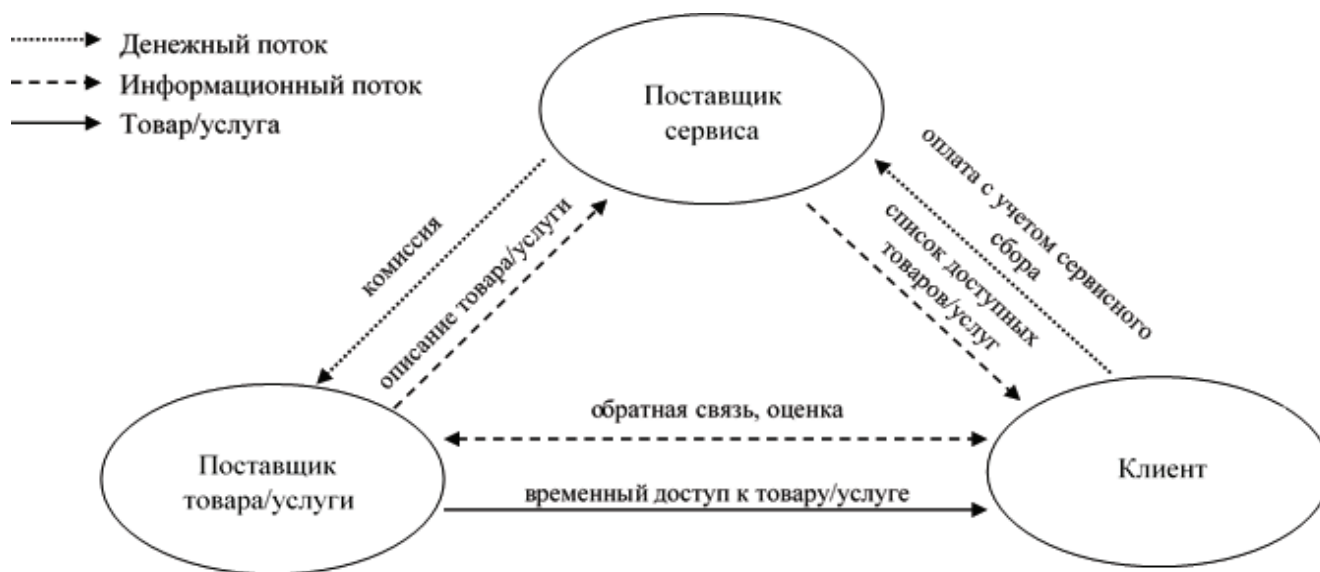 Денежный поток
Информационный поток
Товар/услуга
Поставщик
сервиса
комиссия
описание товара/услуги
оплата с учетом сервисного
сбора
список доступных
товаров/услуг
обратная связь, оценка
временный доступ к товару/услуге
Поставщик
товара/услуги
Клиент